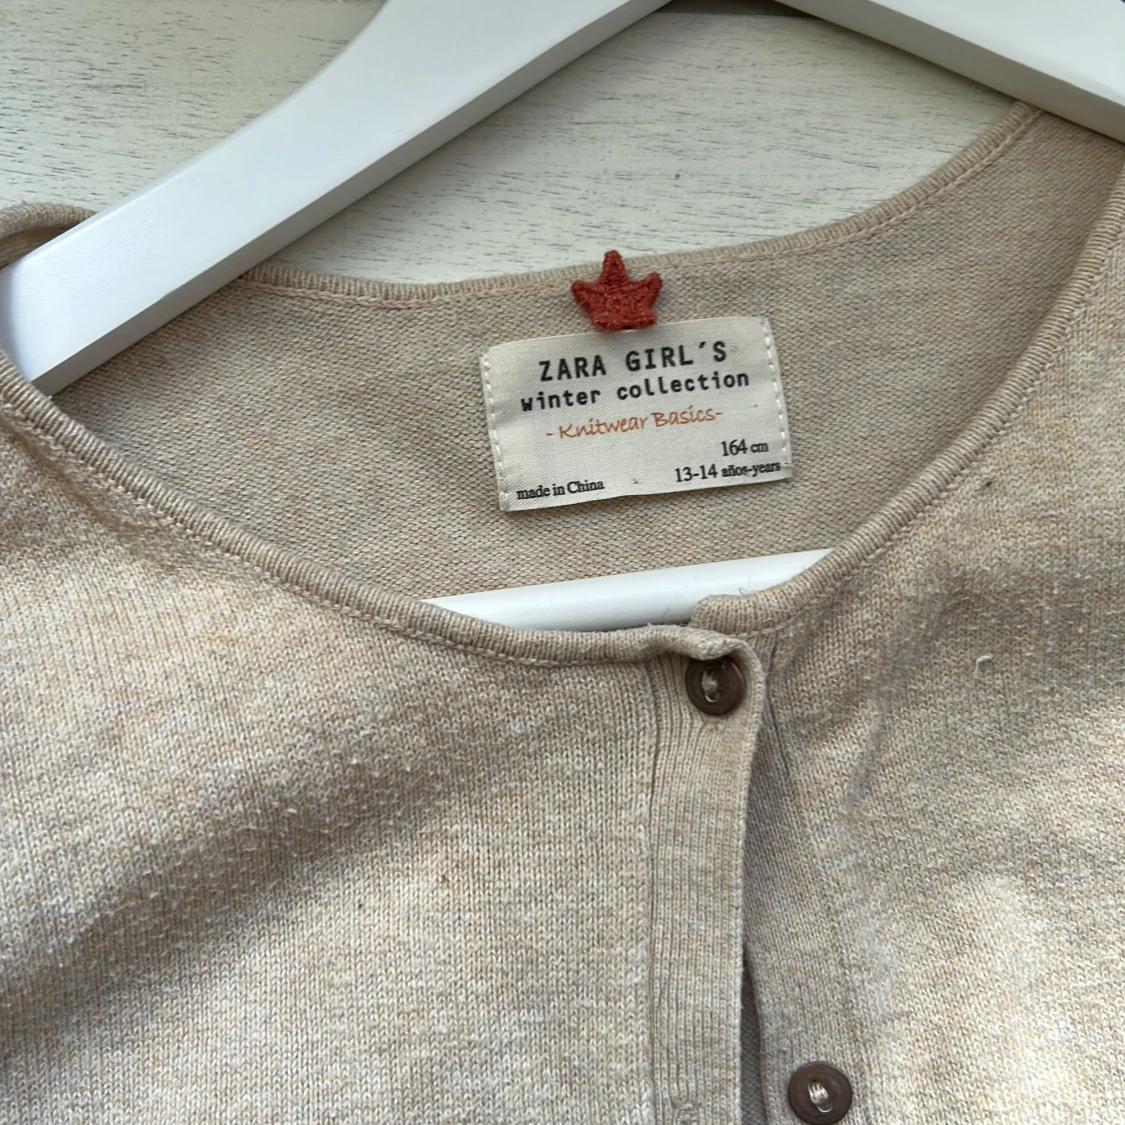 ZARA GIRL´S
winter collection
- Knitwear Basics-
164 cm
13-14 años-years
made in China